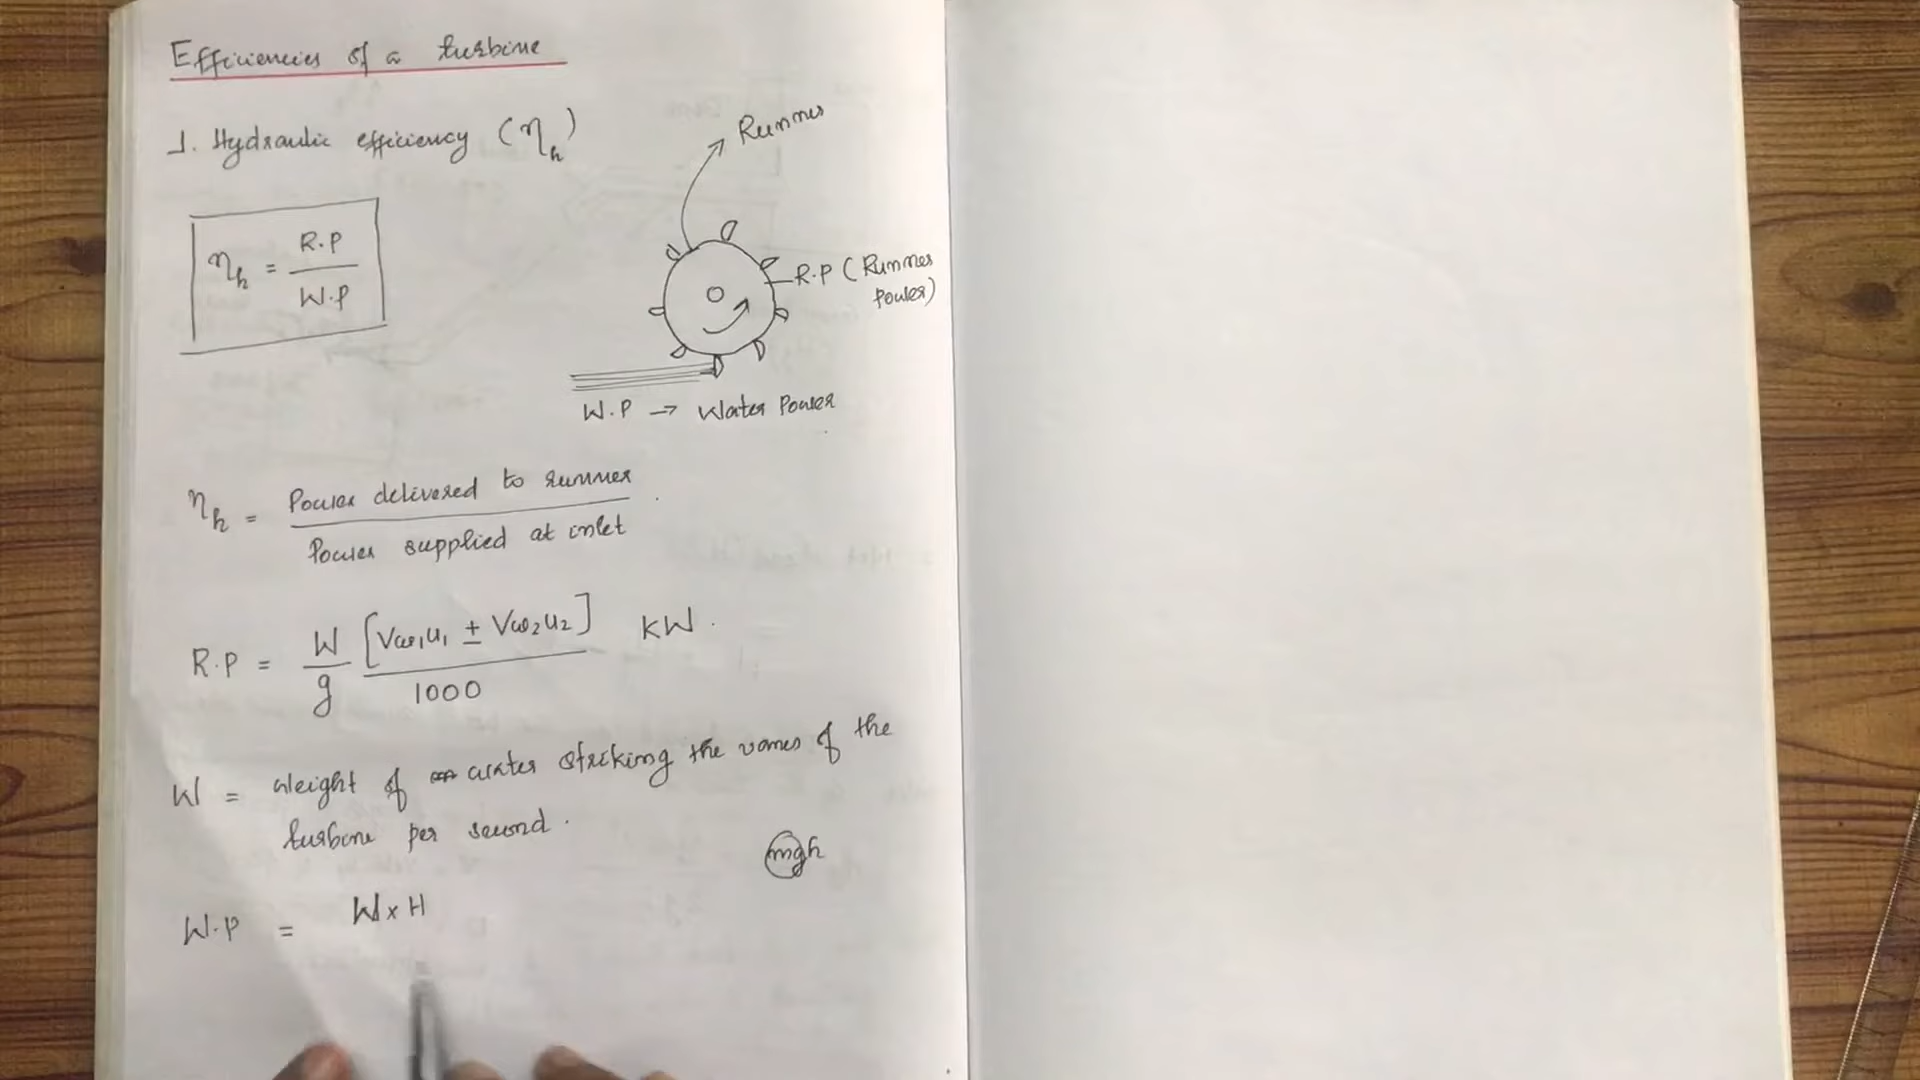 Efficiencies of a turbine
1. Hydraulic efficiency (ηh)
Runner
ηh = R.P / W.P
R.P (Runner
Power)
W.P → Water Power
ηh = Power delivered to runner / Power supplied at inlet
R.P = W/g [Vw1u1 ± Vw2u2] / 1000 KW.
W = Weight of water striking the vanes of the
turbine per second.
mgh
W.P = W x H